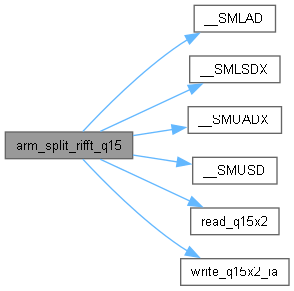 __SMLAD
__SMLSDX
__SMUADX
arm_split_rifft_q15
__SMUSD
read_q15x2
write_q15x2_ia